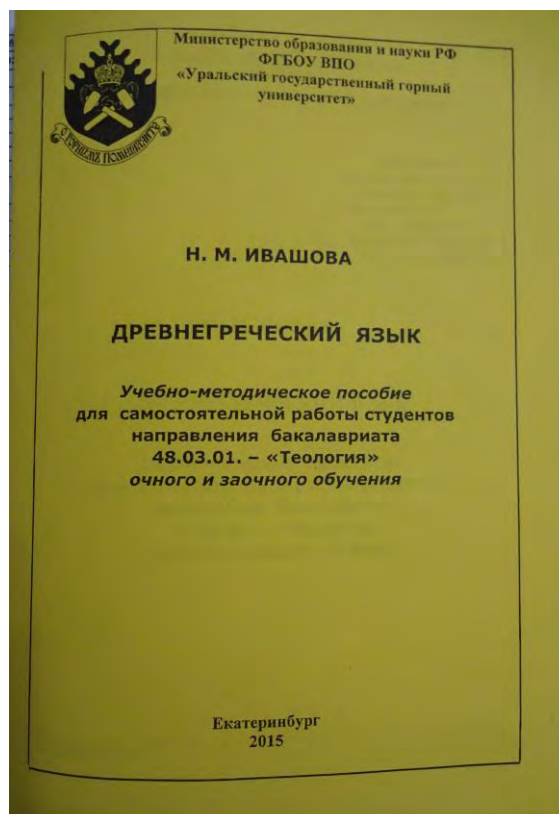 Министерство образования и науки РФ
ФГБОУ ВПО
«Уральский государственный горный
университет»
Н. М. ИВАШОВА
ДРЕВНЕГРЕЧЕСКИЙ ЯЗЫК
Учебно-методическое пособие
для самостоятельной работы студентов
направления бакалавриата
48.03.01. – «Теология»
очного и заочного обучения
Екатеринбург
2015